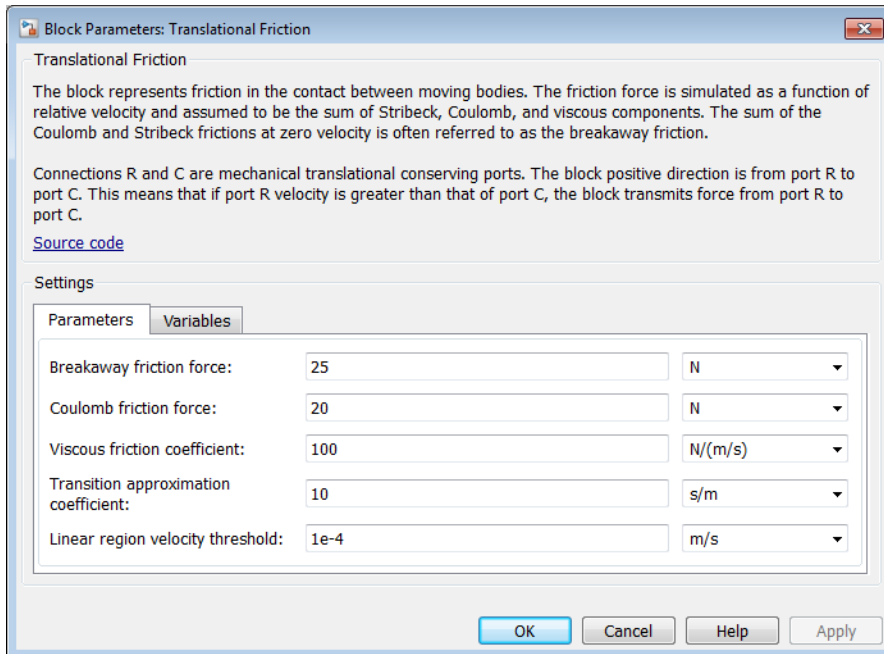 Block Parameters: Translational Friction
Translational Friction
The block represents friction in the contact between moving bodies. The friction force is simulated as a function of
relative velocity and assumed to be the sum of Stribeck, Coulomb, and viscous components. The sum of the
Coulomb and Stribeck frictions at zero velocity is often referred to as the breakaway friction.
Connections R and C are mechanical translational conserving ports. The block positive direction is from port R to
port C. This means that if port R velocity is greater than that of port C, the block transmits force from port R to
port C.
Source code
Settings
Parameters Variables
Breakaway friction force: 25 N
Coulomb friction force: 20 N
Viscous friction coefficient: 100 N/(m/s)
Transition approximation
coefficient: 10 s/m
Linear region velocity threshold: 1e-4 m/s
OK Cancel Help Apply